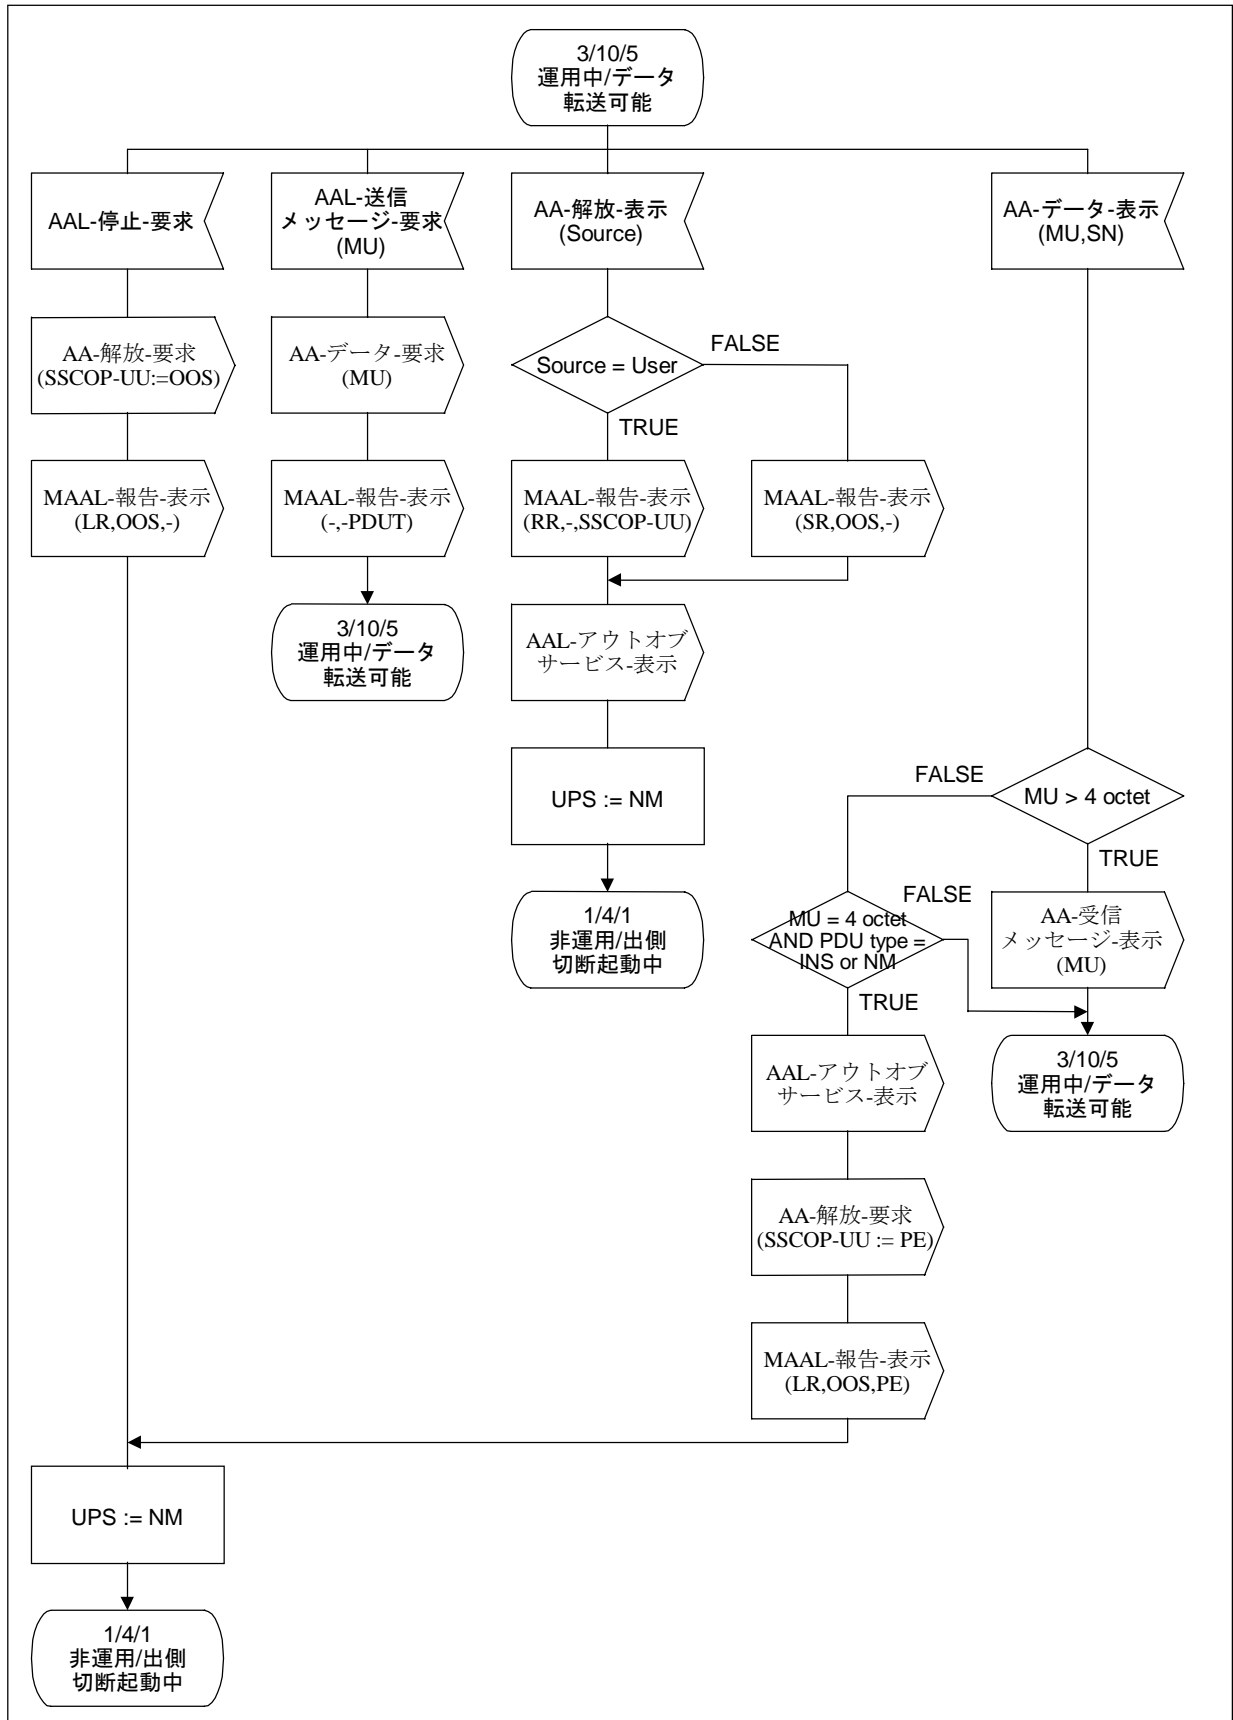 3/10/5
運用中/データ
転送可能
AAL-停止-要求
AAL-送信
メッセージ-要求
(MU)
AA-解放-表示
(Source)
AA-データ-表示
(MU,SN)
AA-解放-要求
(SSCOP-UU:=OOS)
AA-データ-要求
(MU)
Source = User
FALSE
TRUE
MAAL-報告-表示
(LR,OOS,-)
MAAL-報告-表示
(-,-PDUT)
MAAL-報告-表示
(RR,-,SSCOP-UU)
MAAL-報告-表示
(SR,OOS,-)
3/10/5
運用中/データ
転送可能
AAL-アウトオブ
サービス-表示
UPS := NM
FALSE
MU > 4 octet
TRUE
1/4/1
非運用/出側
切断起動中
MU = 4 octet
AND PDU type =
INS or NM
FALSE
TRUE
AA-受信
メッセージ-表示
(MU)
AAL-アウトオブ
サービス-表示
3/10/5
運用中/データ
転送可能
AA-解放-要求
(SSCOP-UU := PE)
MAAL-報告-表示
(LR,OOS,PE)
UPS := NM
1/4/1
非運用/出側
切断起動中